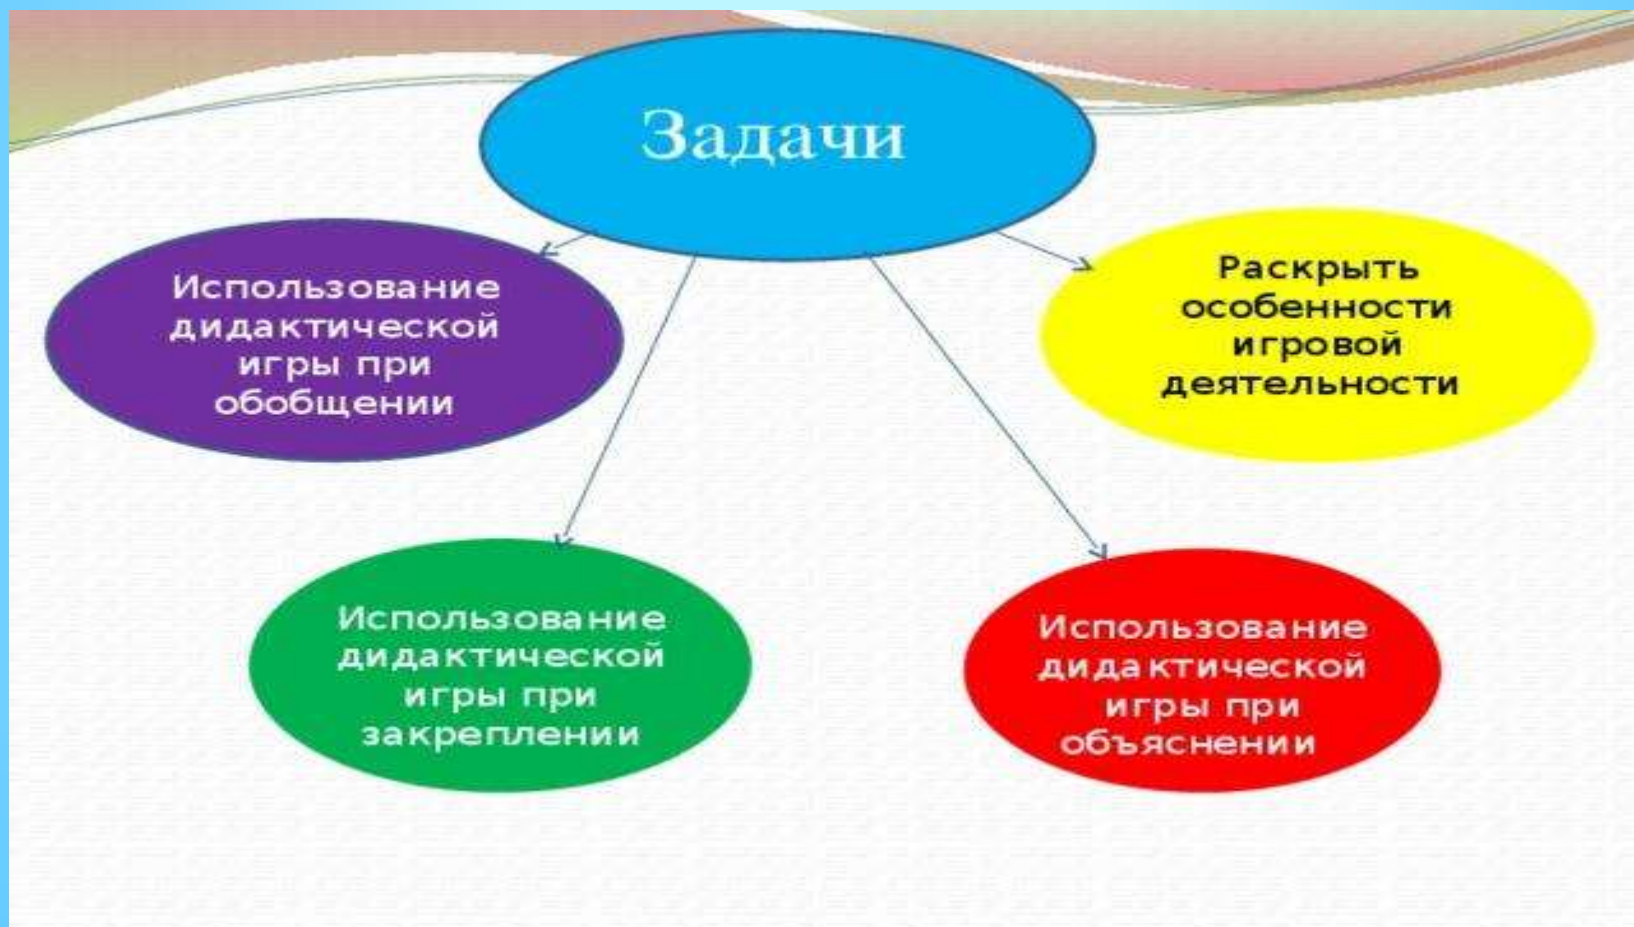 Задачи
Использование
дидактической
игры при
обобщении
Раскрыть
особенности
игровой
деятельности
Использование
дидактической
игры при
закреплении
Использование
дидактической
игры при
объяснении